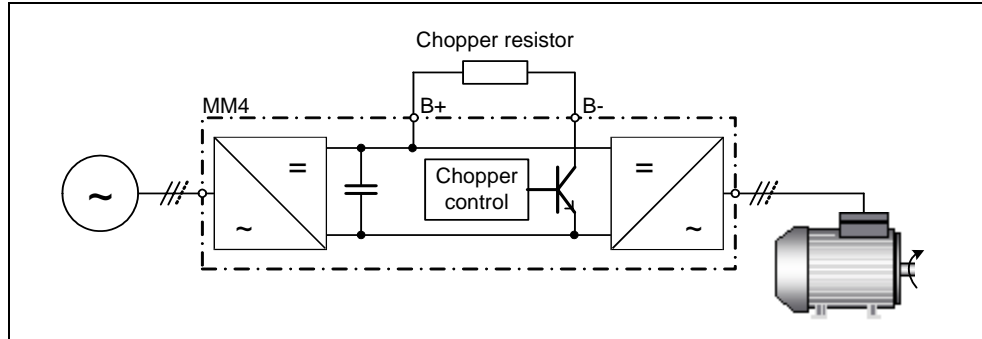 Chopper resistor
MM4
B+
B-
=
=
Chopper
control
~
~
~